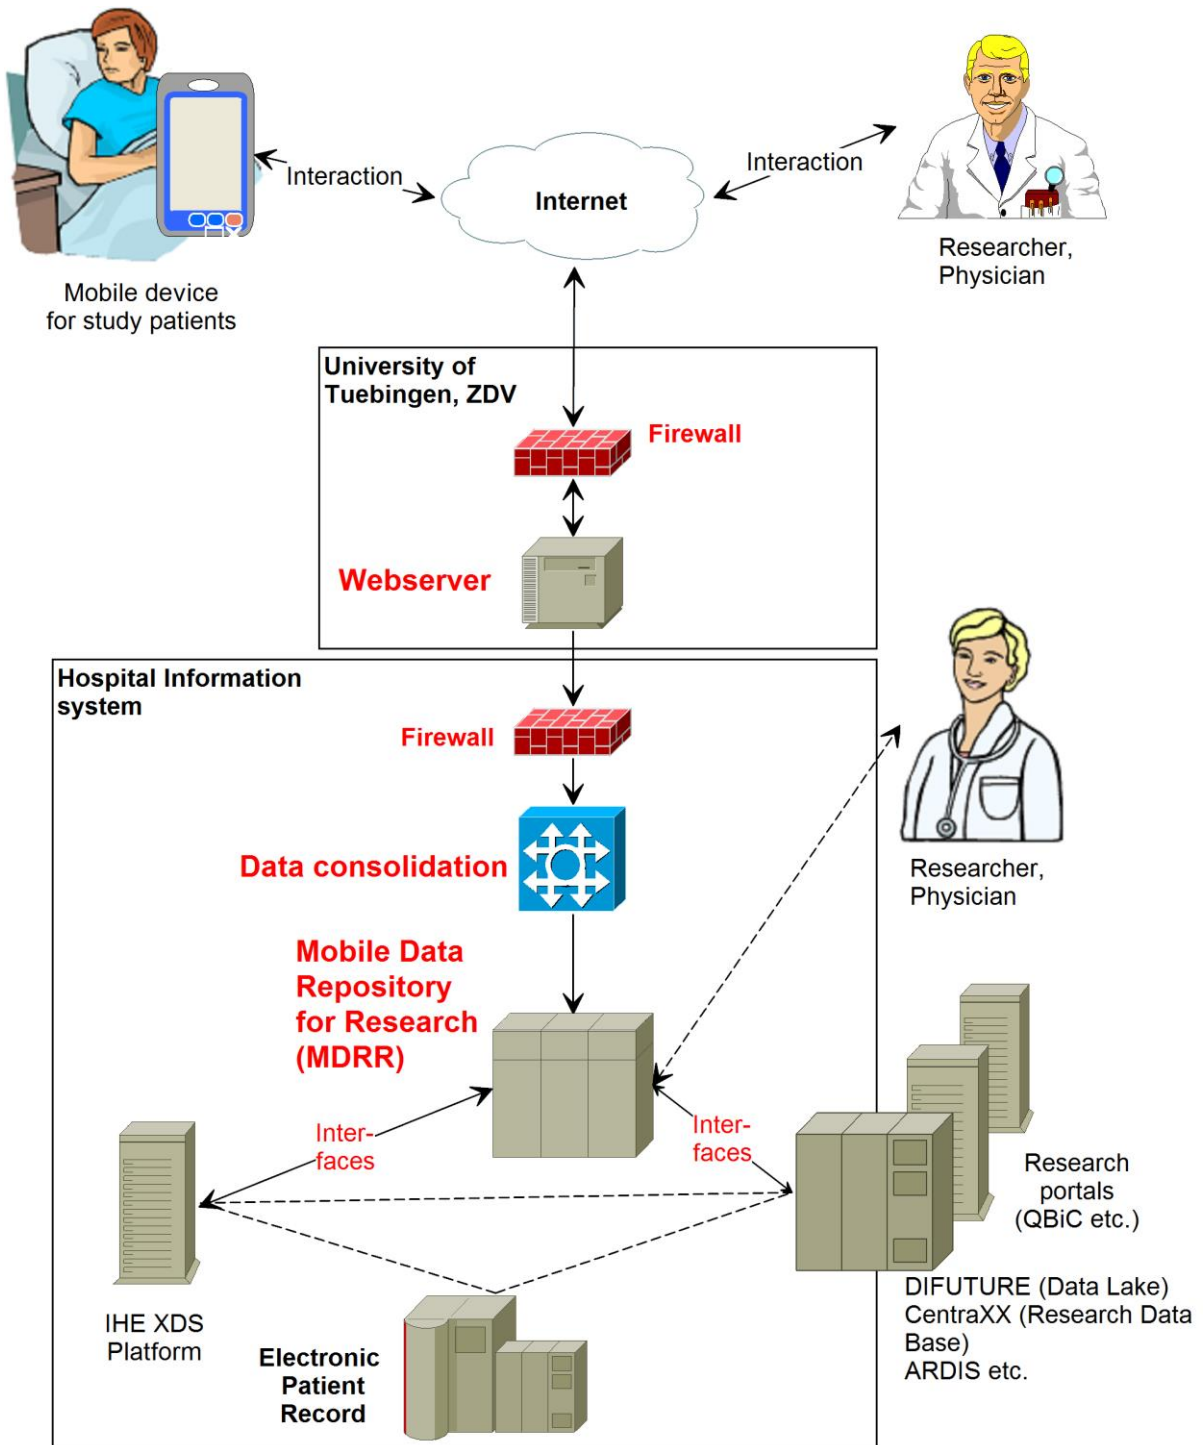 Interaction
Internet
Interaction
Researcher,
Physician
Mobile device
for study patients
University of
Tuebingen, ZDV
Firewall
Webserver
Hospital Information
system
Firewall
Data consolidation
Researcher,
Physician
Mobile Data
Repository
for Research
(MDRR)
Inter-
faces
Inter-
faces
Research
portals
(QBiC etc.)
IHE XDS
Platform
Electronic
Patient
Record
DIFUTURE (Data Lake)
CentraXX (Research Data
Base)
ARDIS etc.